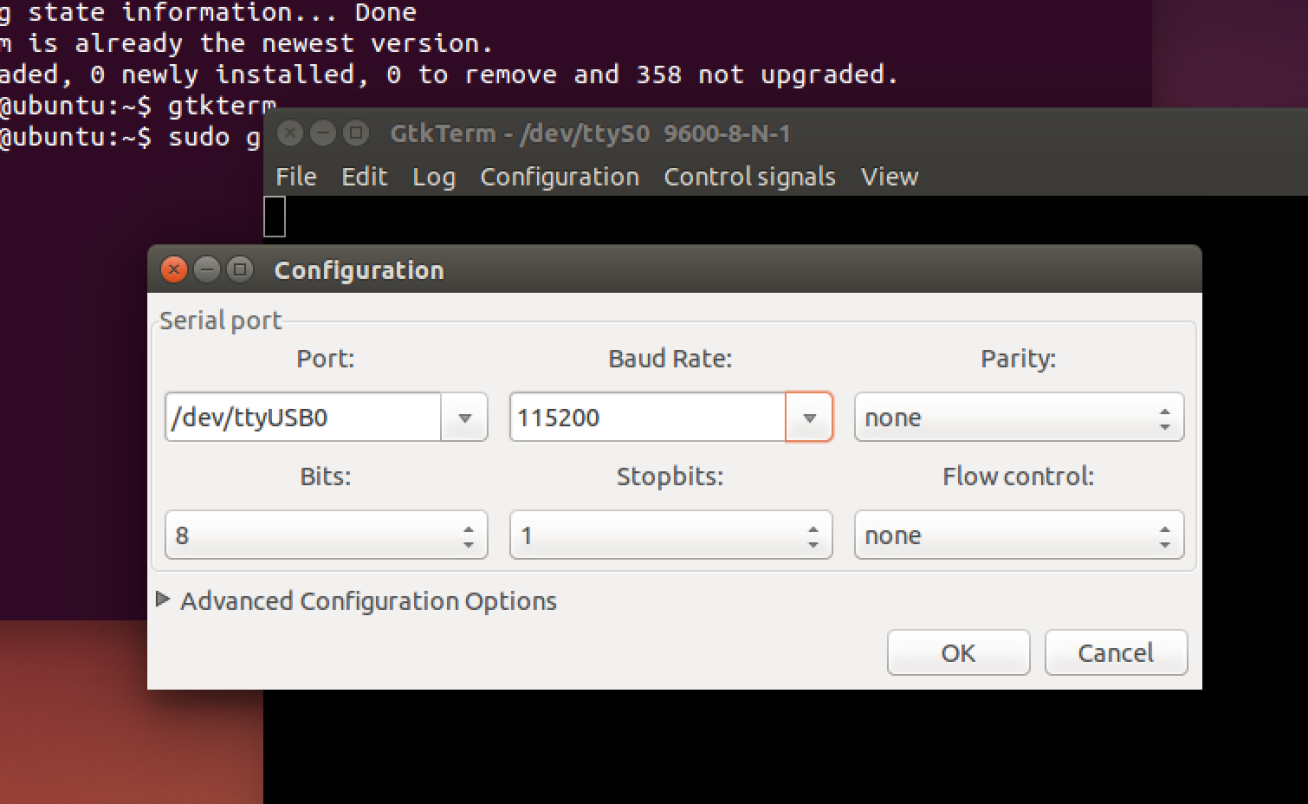 g state information... Done
m is already the newest version.
aded, 0 newly installed, 0 to remove and 358 not upgraded.
@ubuntu:~$ gtkterm
@ubuntu:~$ sudo g
GtkTerm - /dev/ttyS0 9600-8-N-1
File Edit Log Configuration Control signals View
Configuration
Serial port
Port: Baud Rate: Parity:
/dev/ttyUSB0 115200 none
Bits: Stopbits: Flow control:
8 1 none
Advanced Configuration Options
OK Cancel